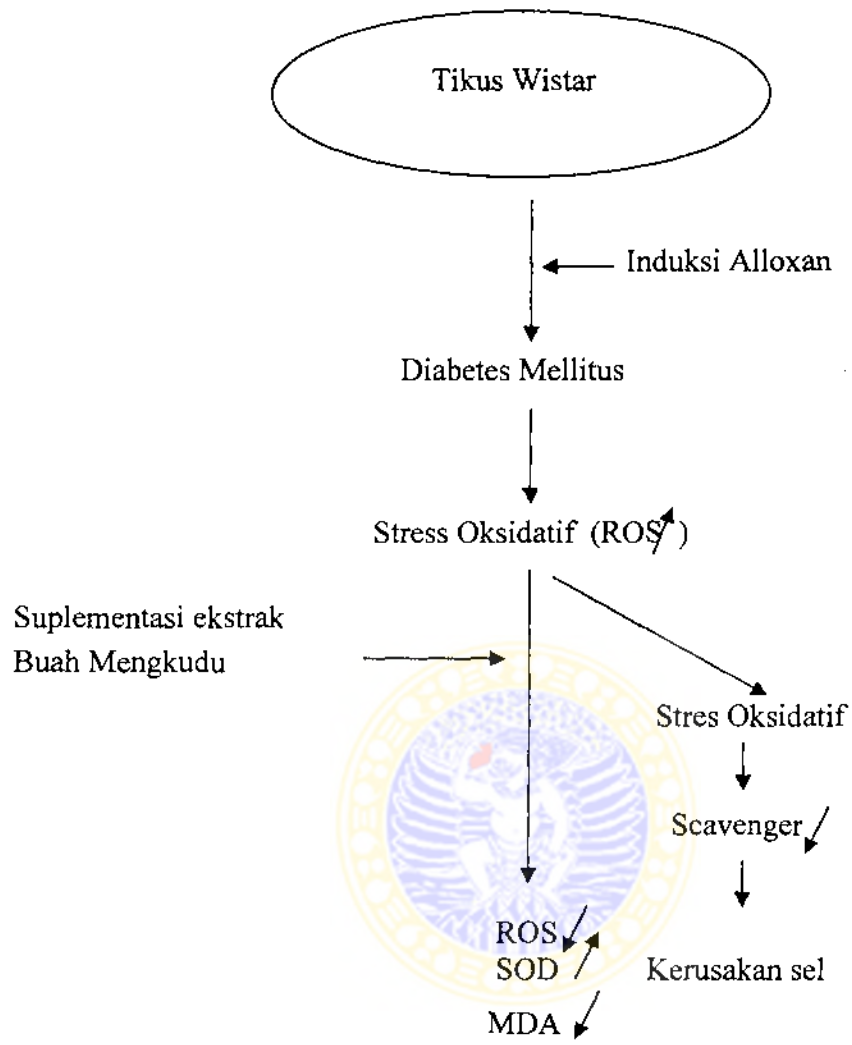 Tikus Wistar
Induksi Alloxan
Diabetes Mellitus
Stress Oksidatif (ROS )
Suplementasi ekstrak
Buah Mengkudu
Stres Oksidatif
Scavenger
ROS
SOD
Kerusakan sel
MDA